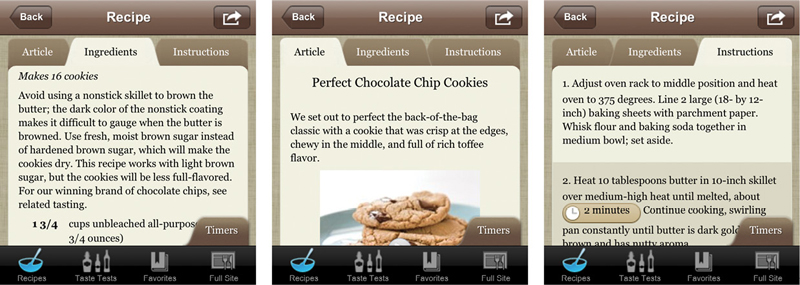 Back
Recipe
Article
Ingredients
Instructions
Makes 16 cookies
Avoid using a nonstick skillet to brown the
butter; the dark color of the nonstick coating
makes it difficult to gauge when the butter is
browned. Use fresh, moist brown sugar instead
of hardened brown sugar, which will make the
cookies dry. This recipe works with light brown
sugar, but the cookies will be less full-flavored.
For our winning brand of chocolate chips, see
related tasting.
1 3/4 cups unbleached all-purpos
3/4 ounces)
Timers
Recipes
Taste Tests
Favorites
Full Site
Back
Recipe
Article
Ingredients
Instructions
Perfect Chocolate Chip Cookies
We set out to perfect the back-of-the-bag
classic with a cookie that was crisp at the edges,
chewy in the middle, and full of rich toffee
flavor.
Timers
Recipes
Taste Tests
Favorites
Full Site
Back
Recipe
Article
Ingredients
Instructions
1. Adjust oven rack to middle position and heat
oven to 375 degrees. Line 2 large (18- by 12-
inch) baking sheets with parchment paper.
Whisk flour and baking soda together in
medium bowl; set aside.
2. Heat 10 tablespoons butter in 10-inch skillet
over medium-high heat until melted, about
2 minutes Continue cooking, swirling
pan constantly until butter is dark gold
brown and has nutty aroma
Timers
Recipes
Taste Tests
Favorites
Full Site